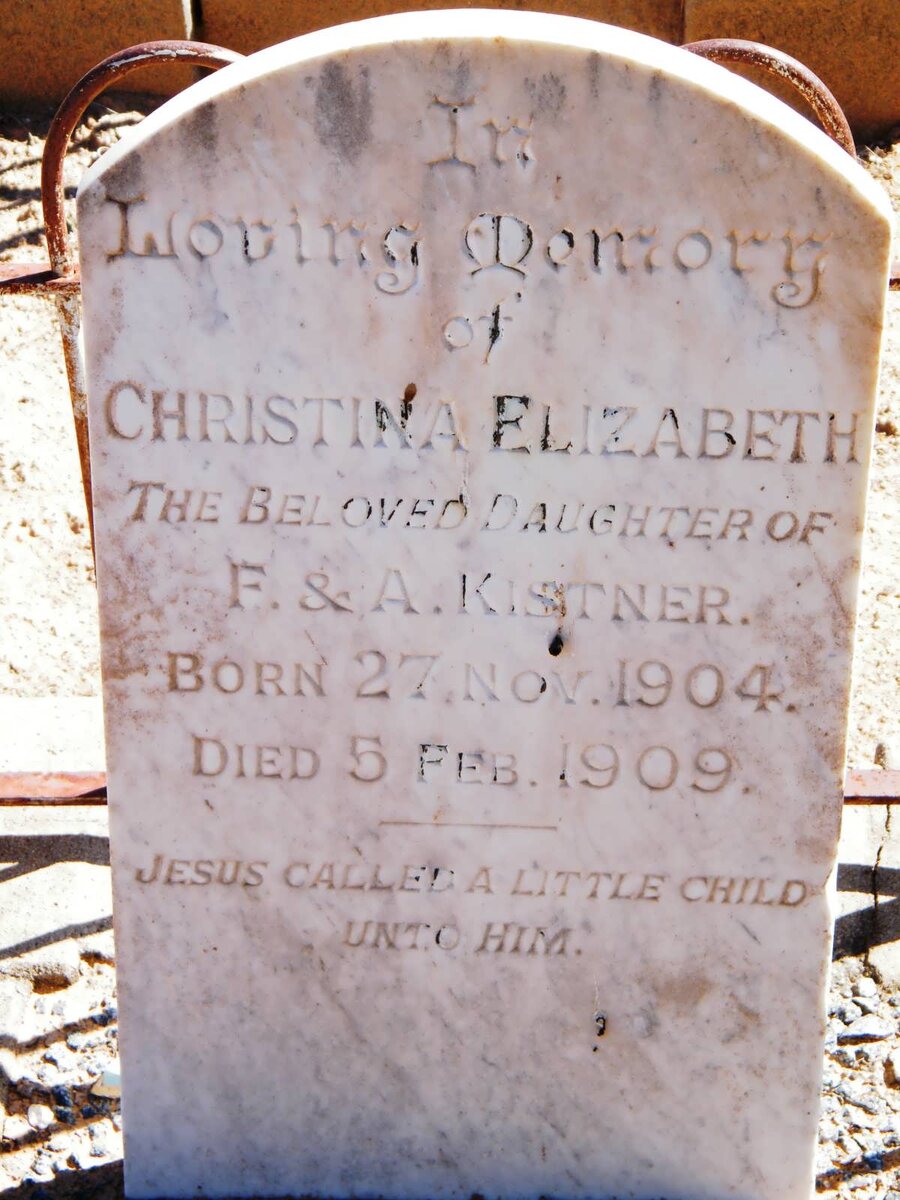 In
Loving Memory
of
CHRISTINA ELIZABETH
THE BELOVED DAUGHTER OF
F. & A. KISTNER.
BORN 27. NOV. 1904.
DIED 5 FEB. 1909.
JESUS CALLED A LITTLE CHILD
UNTO HIM.